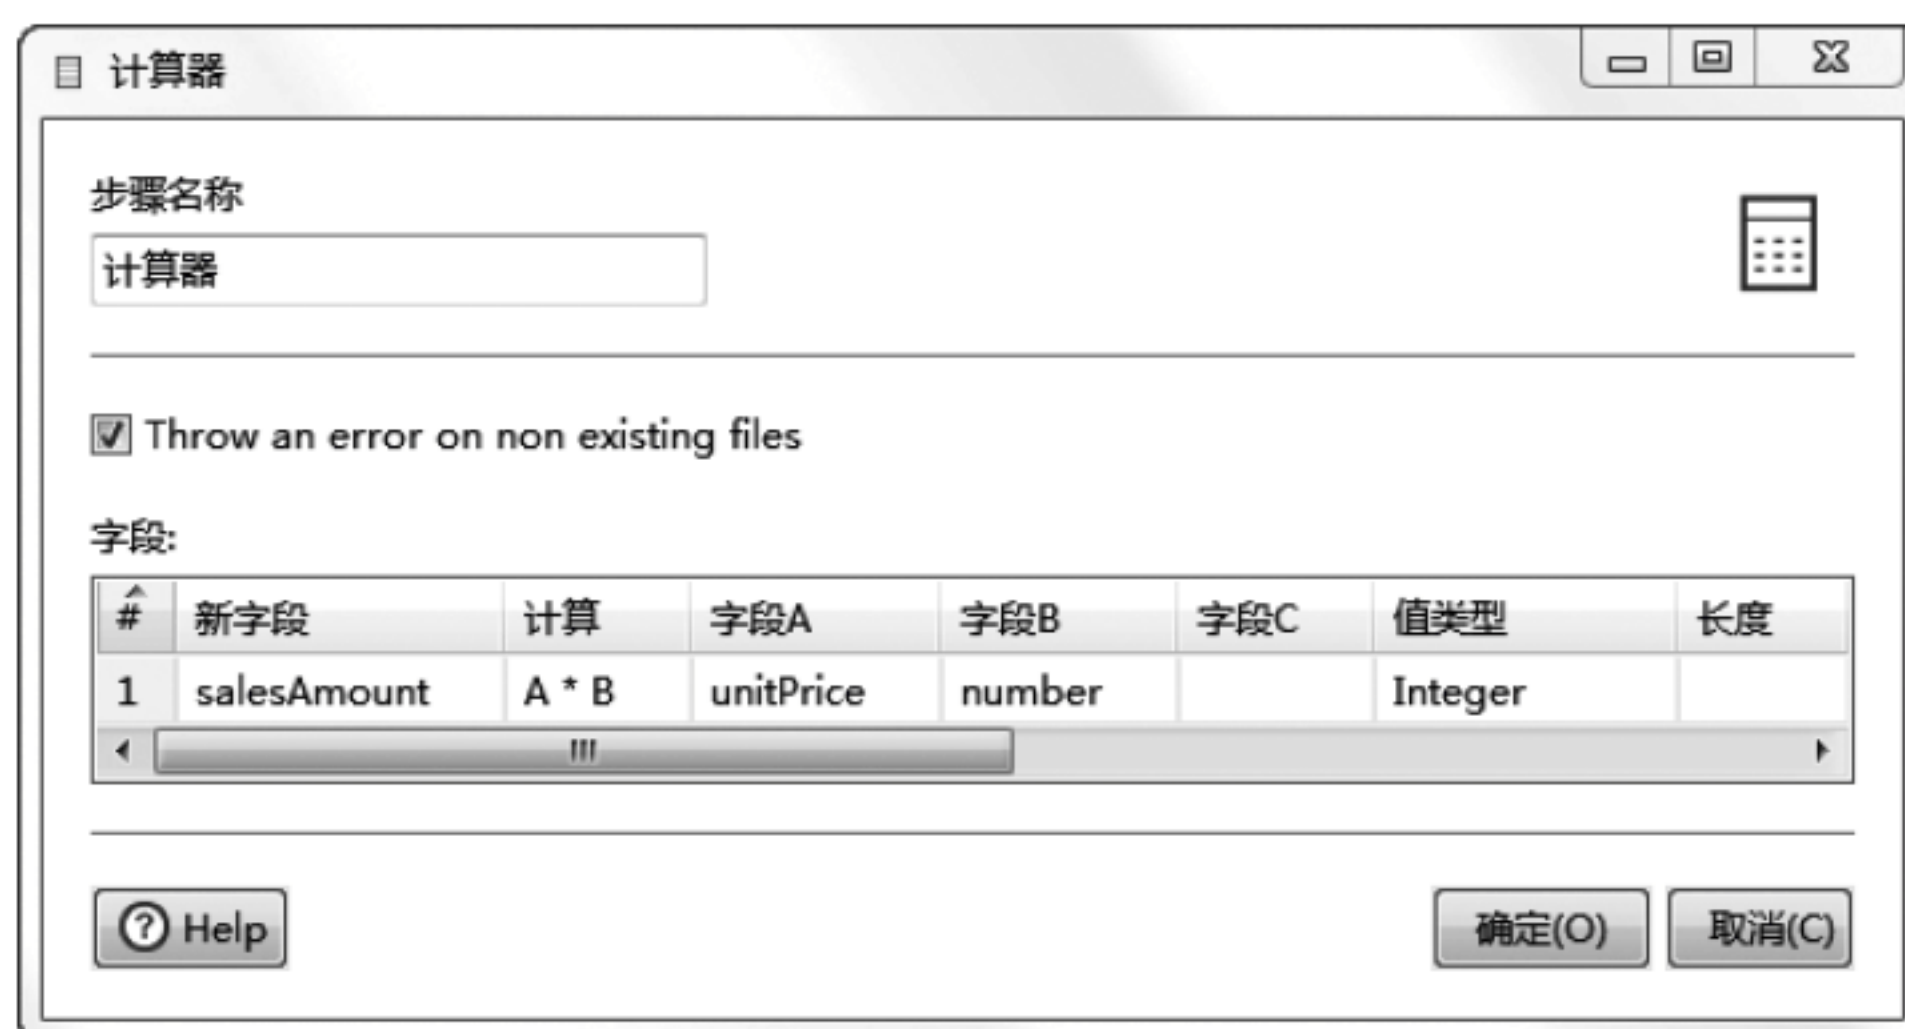 计算器
步骤名称
计算器
Throw an error on non existing files
字段:
# 新字段 计算 字段A 字段B 字段C 值类型 长度
1 salesAmount A * B unitPrice number Integer
Help 确定(O) 取消(C)